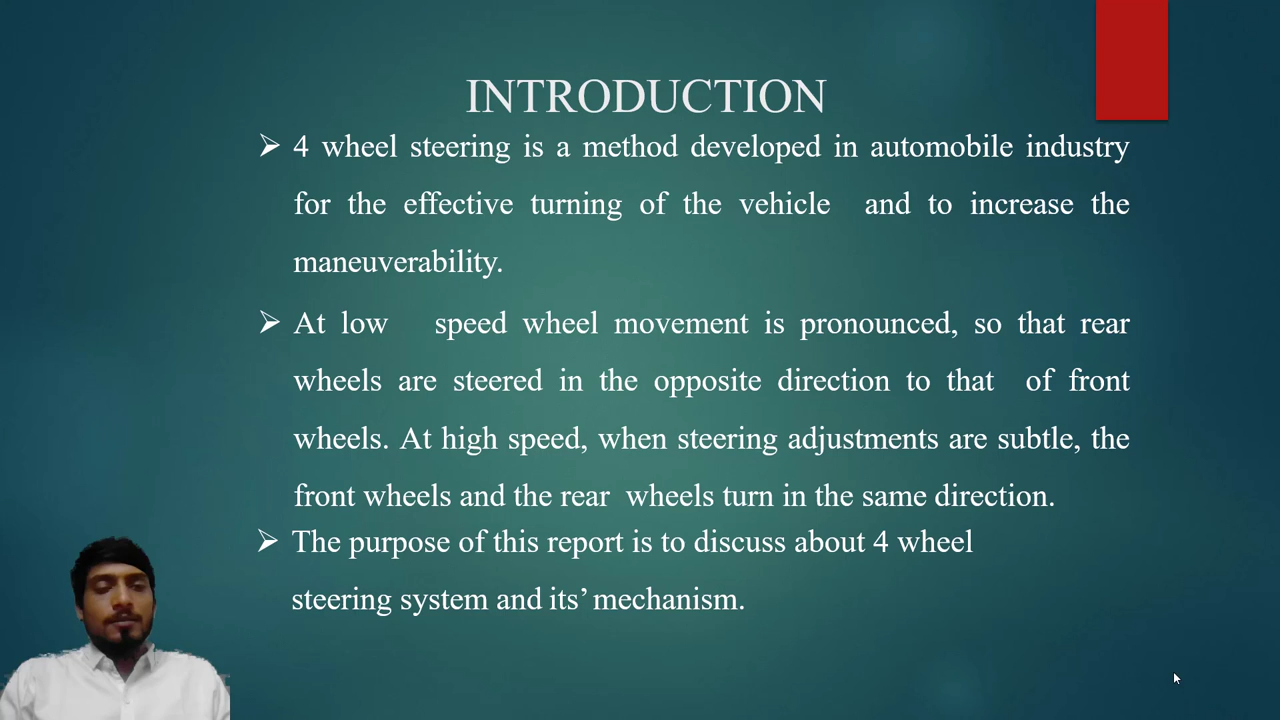 INTRODUCTION
➢ 4 wheel steering is a method developed in automobile industry
for the effective turning of the vehicle and to increase the
maneuverability.
➢ At low speed wheel movement is pronounced, so that rear
wheels are steered in the opposite direction to that of front
wheels. At high speed, when steering adjustments are subtle, the
front wheels and the rear wheels turn in the same direction.
➢ The purpose of this report is to discuss about 4 wheel
steering system and its’ mechanism.